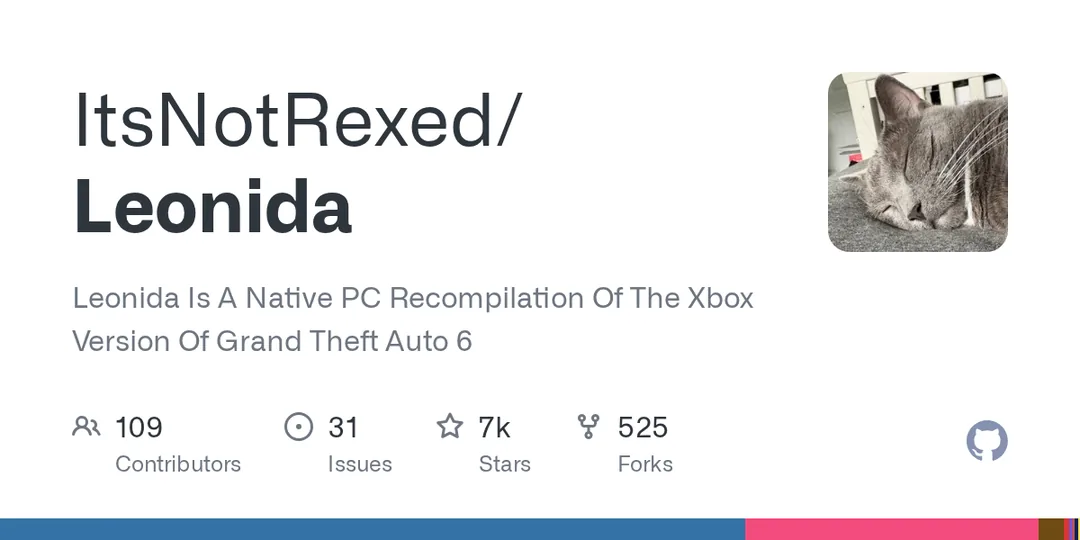 ItsNotRexed/
Leonida
Leonida Is A Native PC Recompilation Of The Xbox
Version Of Grand Theft Auto 6
109
Contributors
31
Issues
7k
Stars
525
Forks